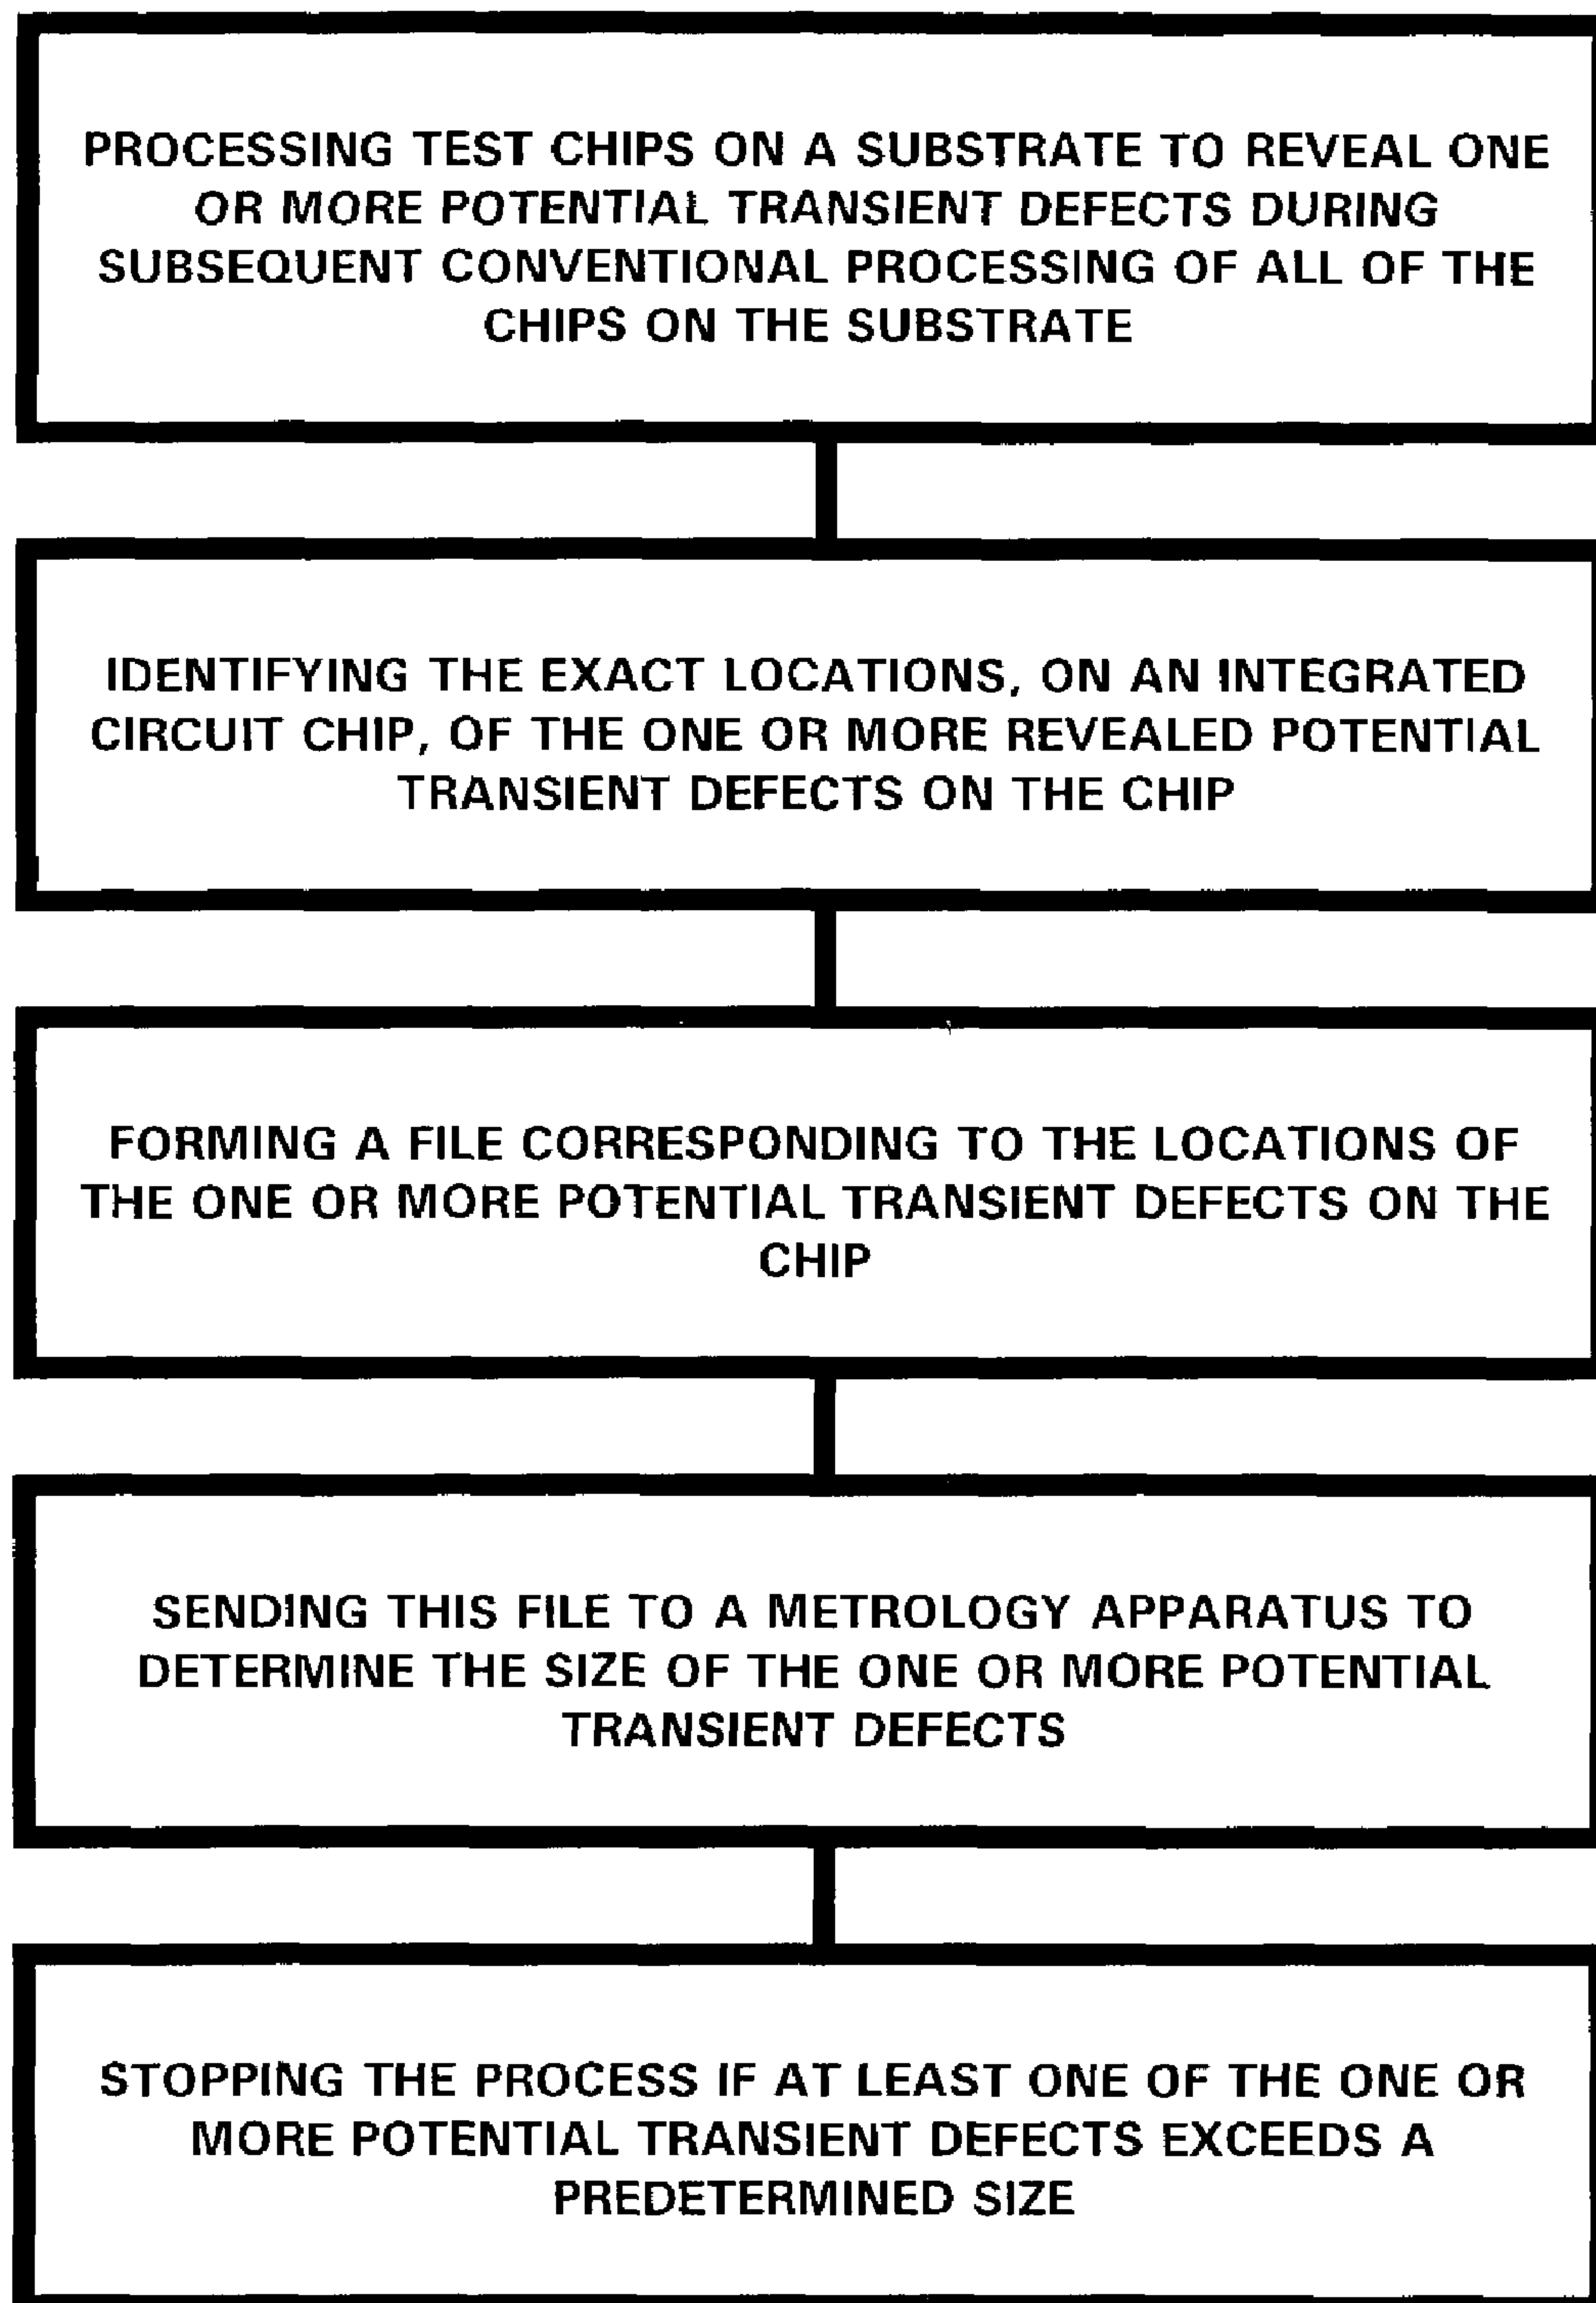 PROCESSING TEST CHIPS ON A SUBSTRATE TO REVEAL ONE
OR MORE POTENTIAL TRANSIENT DEFECTS DURING
SUBSEQUENT CONVENTIONAL PROCESSING OF ALL OF THE
CHIPS ON THE SUBSTRATE
IDENTIFYING THE EXACT LOCATIONS, ON AN INTEGRATED
CIRCUIT CHIP, OF THE ONE OR MORE REVEALED POTENTIAL
TRANSIENT DEFECTS ON THE CHIP
FORMING A FILE CORRESPONDING TO THE LOCATIONS OF
THE ONE OR MORE POTENTIAL TRANSIENT DEFECTS ON THE
CHIP
SENDING THIS FILE TO A METROLOGY APPARATUS TO
DETERMINE THE SIZE OF THE ONE OR MORE POTENTIAL
TRANSIENT DEFECTS
STOPPING THE PROCESS IF AT LEAST ONE OF THE ONE OR
MORE POTENTIAL TRANSIENT DEFECTS EXCEEDS A
PREDETERMINED SIZE